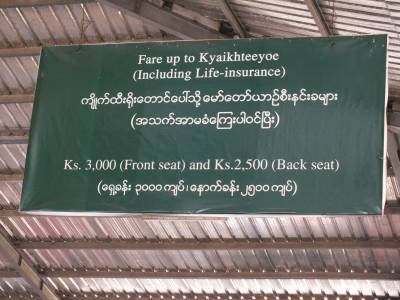 Fare up to Kyaikhteeyoe
(Including Life-insurance)
ကျိုက်ထီးရိုးတောင်ပေါ်သို့ မော်တော်ယာဉ်စီးနင်းခများ
(အသက်အာမခံကြေးပါဝင်ပြီး)
Ks. 3,000 (Front seat) and Ks.2,500 (Back seat)
(ရှေ့ခန်း ၃၀၀၀ ကျပ်၊ နောက်ခန်း ၂၅၀၀ ကျပ်)